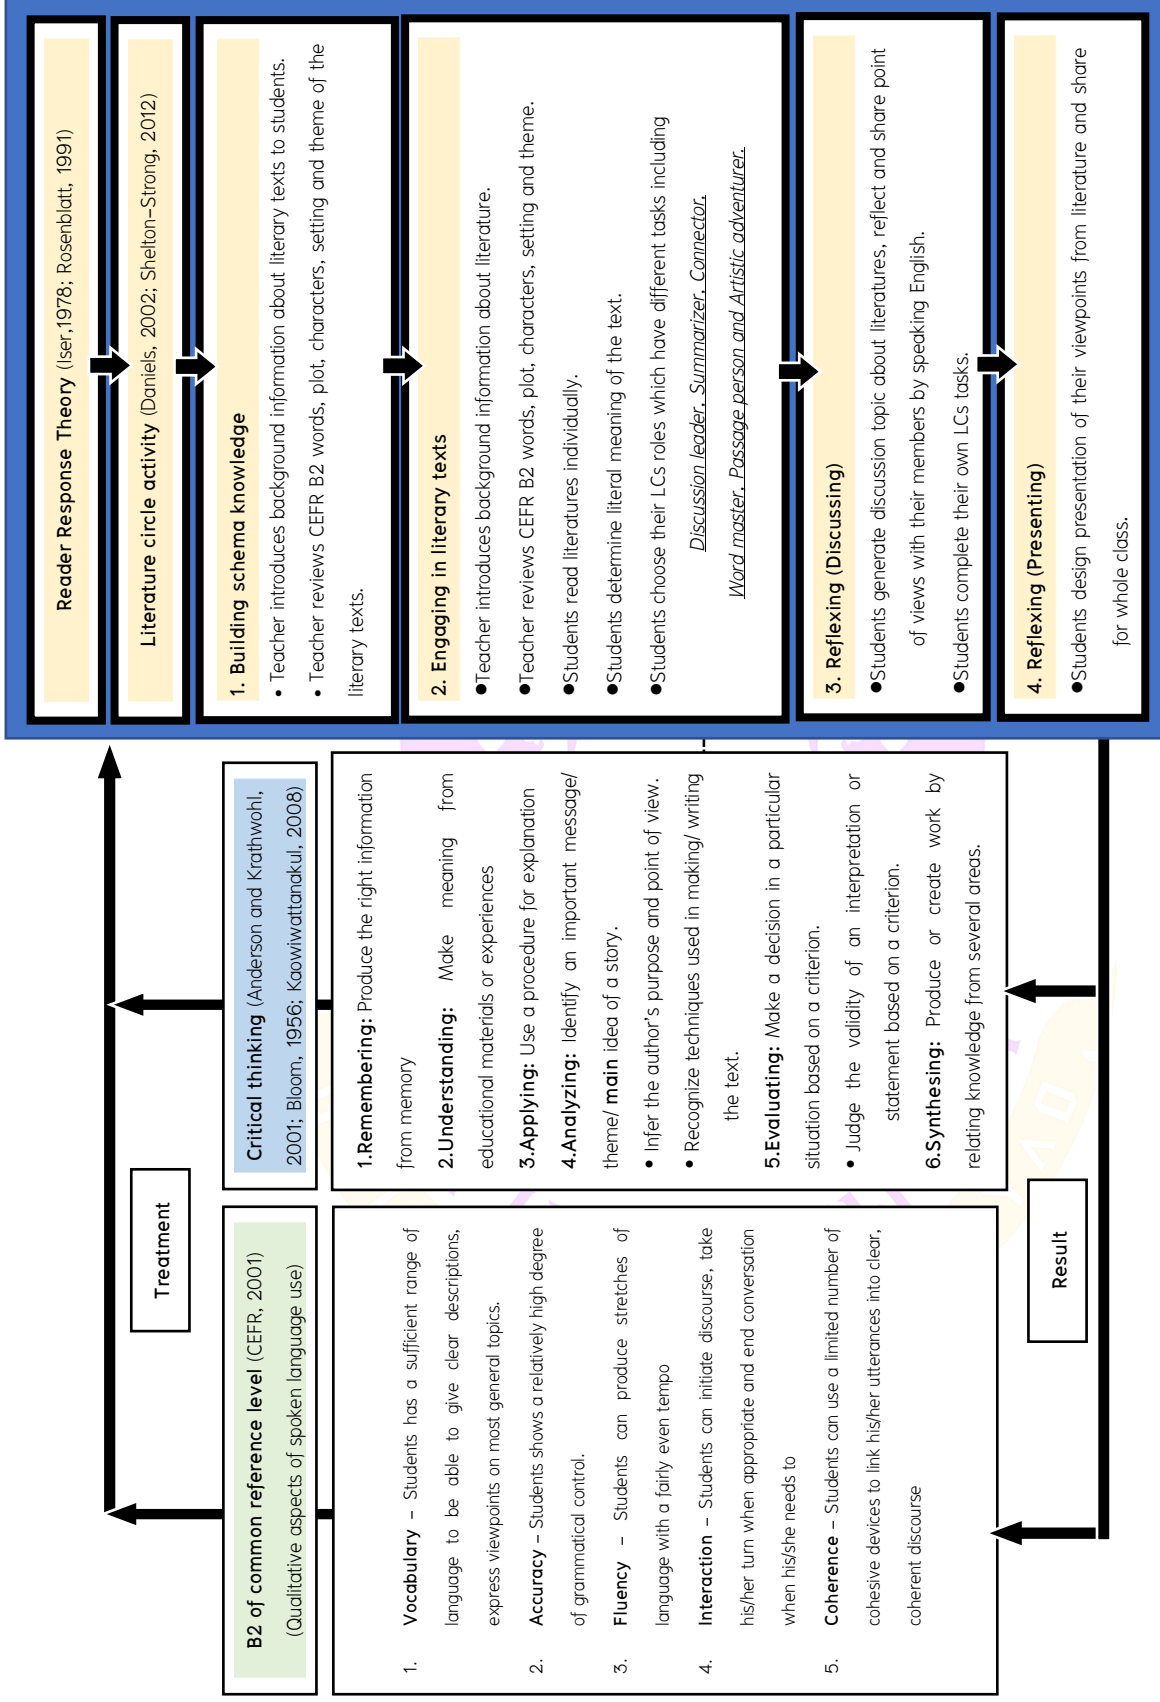 Treatment
B2 of common reference level (CEFR, 2001)
(Qualitative aspects of spoken language use)
1. Vocabulary – Students has a sufficient range of
language to be able to give clear descriptions,
express viewpoints on most general topics.
2. Accuracy – Students shows a relatively high degree
of grammatical control.
3. Fluency – Students can produce stretches of
language with a fairly even tempo
4. Interaction – Students can initiate discourse, take
his/her turn when appropriate and end conversation
when his/she needs to
5. Coherence – Students can use a limited number of
cohesive devices to link his/her utterances into clear,
coherent discourse
Critical thinking (Anderson and Krathwohl,
2001; Bloom, 1956; Kaowiwattanakul, 2008)
1.Remembering: Produce the right information
from memory
2.Understanding: Make meaning from
educational materials or experiences
3.Applying: Use a procedure for explanation
4.Analyzing: Identify an important message/
theme/ main idea of a story.
• Infer the author's purpose and point of view.
• Recognize techniques used in making/ writing
the text.
5.Evaluating: Make a decision in a particular
situation based on a criterion.
• Judge the validity of an interpretation or
statement based on a criterion.
6.Synthesing: Produce or create work by
relating knowledge from several areas.
Result
Reader Response Theory (Iser,1978; Rosenblatt, 1991)
Literature circle activity (Daniels, 2002; Shelton-Strong, 2012)
1. Building schema knowledge
• Teacher introduces background information about literary texts to students.
• Teacher reviews CEFR B2 words, plot, characters, setting and theme of the
literary texts.
2. Engaging in literary texts
●Teacher introduces background information about literature.
●Teacher reviews CEFR B2 words, plot, characters, setting and theme.
●Students read literatures individually.
●Students determine literal meaning of the text.
●Students choose their LCs roles which have different tasks including
Discussion leader, Summarizer, Connector,
Word master, Passage person and Artistic adventurer.
3. Reflexing (Discussing)
●Students generate discussion topic about literatures, reflect and share point
of views with their members by speaking English.
●Students complete their own LCs tasks.
4. Reflexing (Presenting)
●Students design presentation of their viewpoints from literature and share
for whole class.